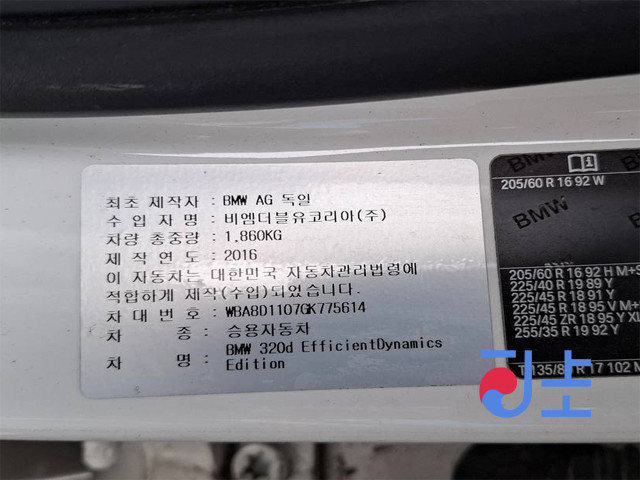 최초 제작자 : BMW AG 독일
수 입 자 명 : 비엠더블유코리아(주)
차량 총중량 : 1,860KG
제 작 연 도 : 2016
이 자동차는 대한민국 자동차관리법령에
적합하게 제작(수입)되었습니다.
차 대 번 호 : WBA8D1107GK775614
차 종 : 승용자동차
차 명 : BMW 320d EfficientDynamics
Edition
BMW
205/60 R 16 92 W
BMW
205/60 R 16 92 H M+S
225/40 R 19 89 Y
225/45 R 18 91 Y
225/45 R 18 95 V M+
225/45 ZR 18 95 Y XL
255/35 R 19 92 Y
R 17 102 M